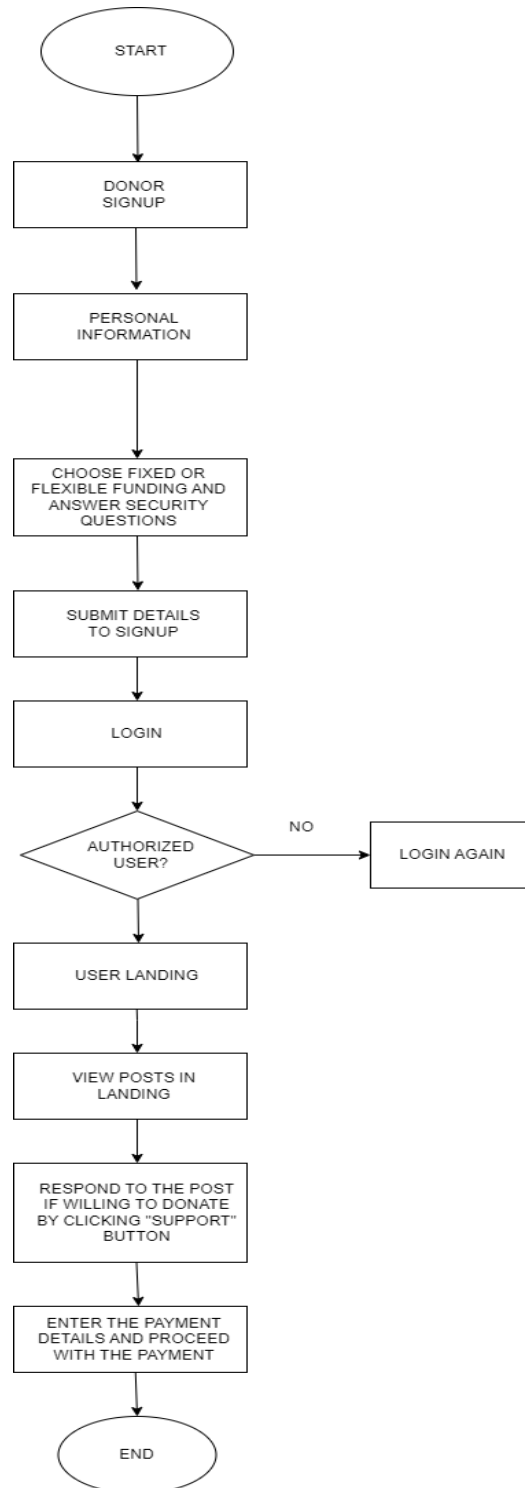 START
DONOR
SIGNUP
PERSONAL
INFORMATION
CHOOSE FIXED OR
FLEXIBLE FUNDING AND
ANSWER SECURITY
QUESTIONS
SUBMIT DETAILS
TO SIGNUP
LOGIN
AUTHORIZED
USER?
NO
LOGIN AGAIN
USER LANDING
VIEW POSTS IN
LANDING
RESPOND TO THE POST
IF WILLING TO DONATE
BY CLICKING "SUPPORT"
BUTTON
ENTER THE PAYMENT
DETAILS AND PROCEED
WITH THE PAYMENT
END